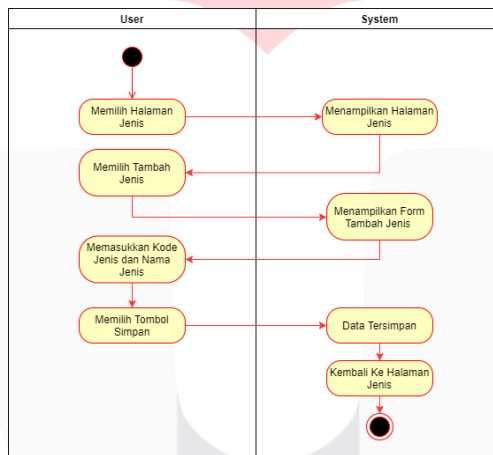 User
System
Memilih Halaman
Jenis
Menampilkan Halaman
Jenis
Memilih Tambah
Jenis
Menampilkan Form
Tambah Jenis
Memasukkan Kode
Jenis dan Nama
Jenis
Memilih Tombol
Simpan
Data Tersimpan
Kembali Ke Halaman
Jenis